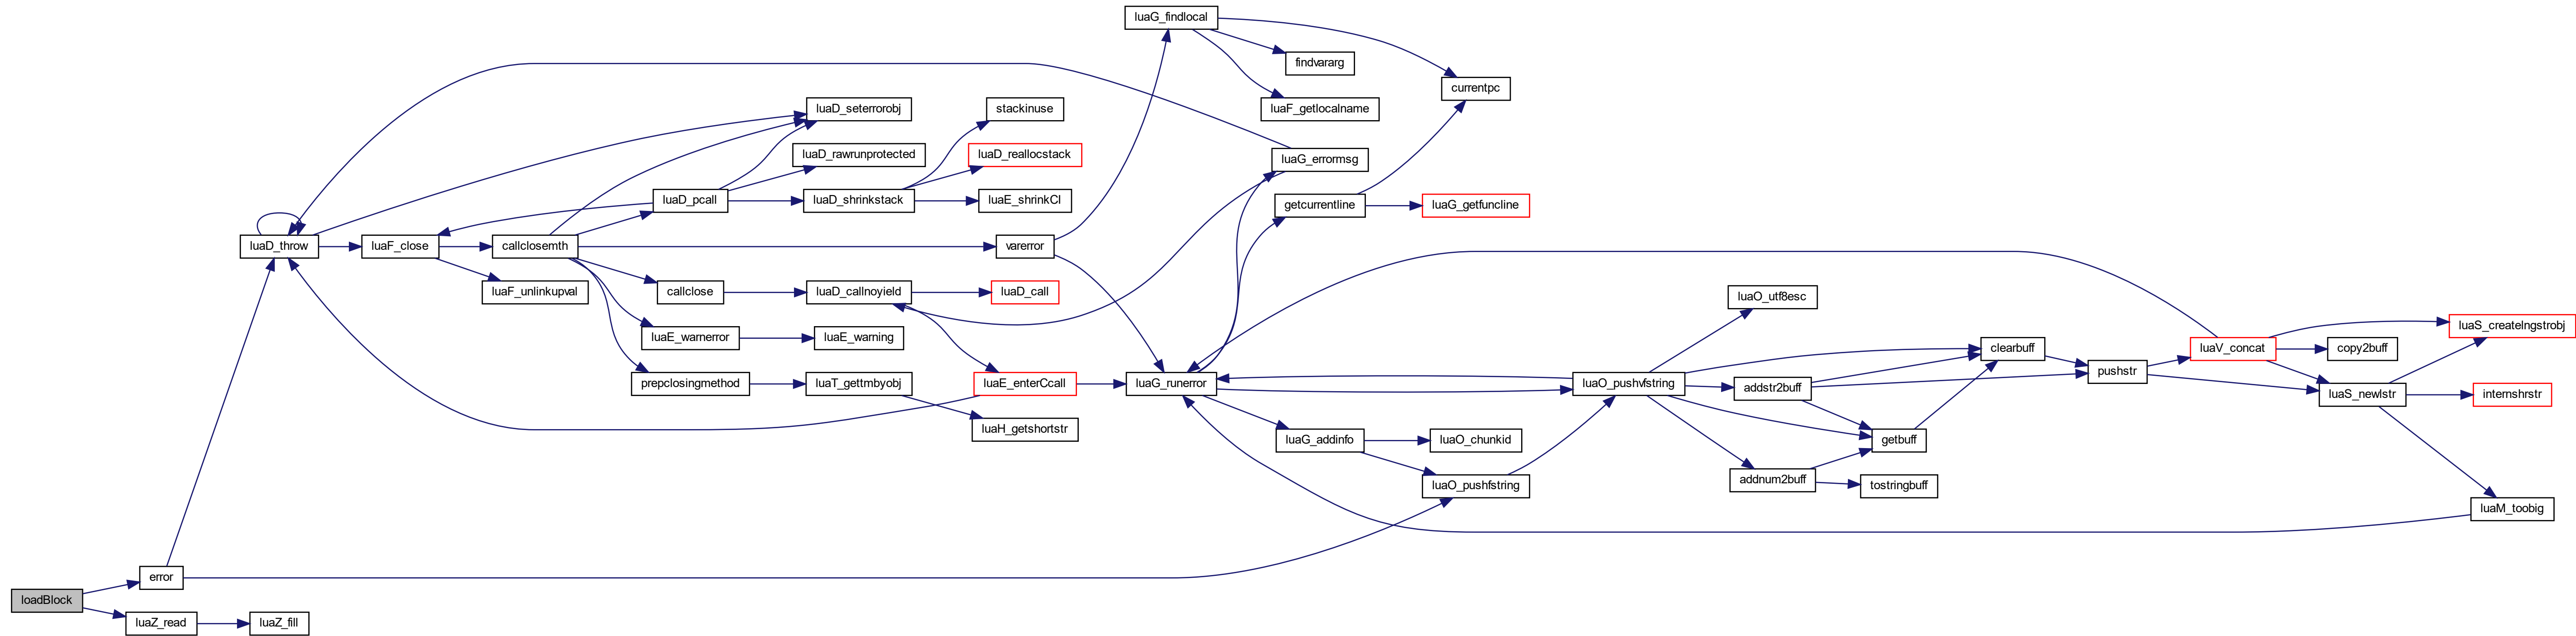 luaG_findlocal
findvararg
currentpc
luaD_seterrorobj
stackinuse
luaF_getlocalname
luaD_rawrunprotected
luaD_reallocstack
luaG_errormsg
luaD_pcall
luaD_shrinkstack
luaE_shrinkCI
getcurrentline
luaG_getfuncline
luaD_throw
luaF_close
callclosemth
varerror
luaF_unlinkupval
callclose
luaD_callnoyield
luaD_call
luaO_utf8esc
luaE_warnerror
luaE_warning
clearbuff
luaV_concat
copy2buff
luaS_createlngstrobj
prepclosingmethod
luaT_gettmbyobj
luaE_enterCcall
luaG_runerror
luaO_pushvfstring
addstr2buff
pushstr
luaS_newlstr
internshrstr
luaH_getshortstr
luaG_addinfo
luaO_chunkid
getbuff
luaO_pushfstring
addnum2buff
tostringbuff
luaM_toobig
error
loadBlock
luaZ_read
luaZ_fill